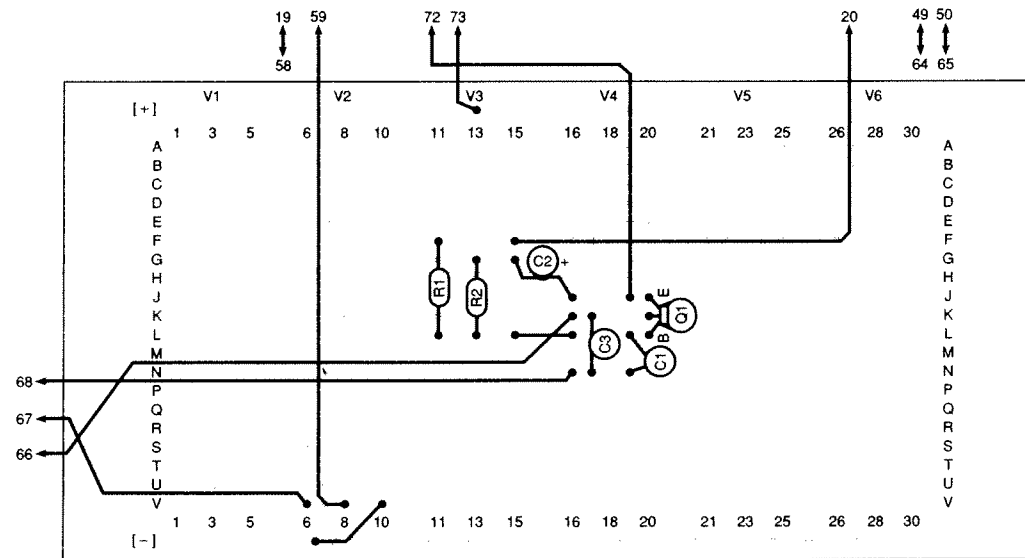 19 59 72 73 20 49 50
58 64 65
V1 V2 V3 V4 V5 V6
[+]
1 3 5 6 8 10 11 13 15 16 18 20 21 23 25 26 28 30
A A
B B
C C
D D
E E
F F
G C2 + G
H H
J R1 R2 E J
K Q1 K
L C3 B L
M C1 M
N N
68
P P
Q Q
67
R R
S S
66
T T
U U
V V
1 3 5 6 8 10 11 13 15 16 18 20 21 23 25 26 28 30
[-]